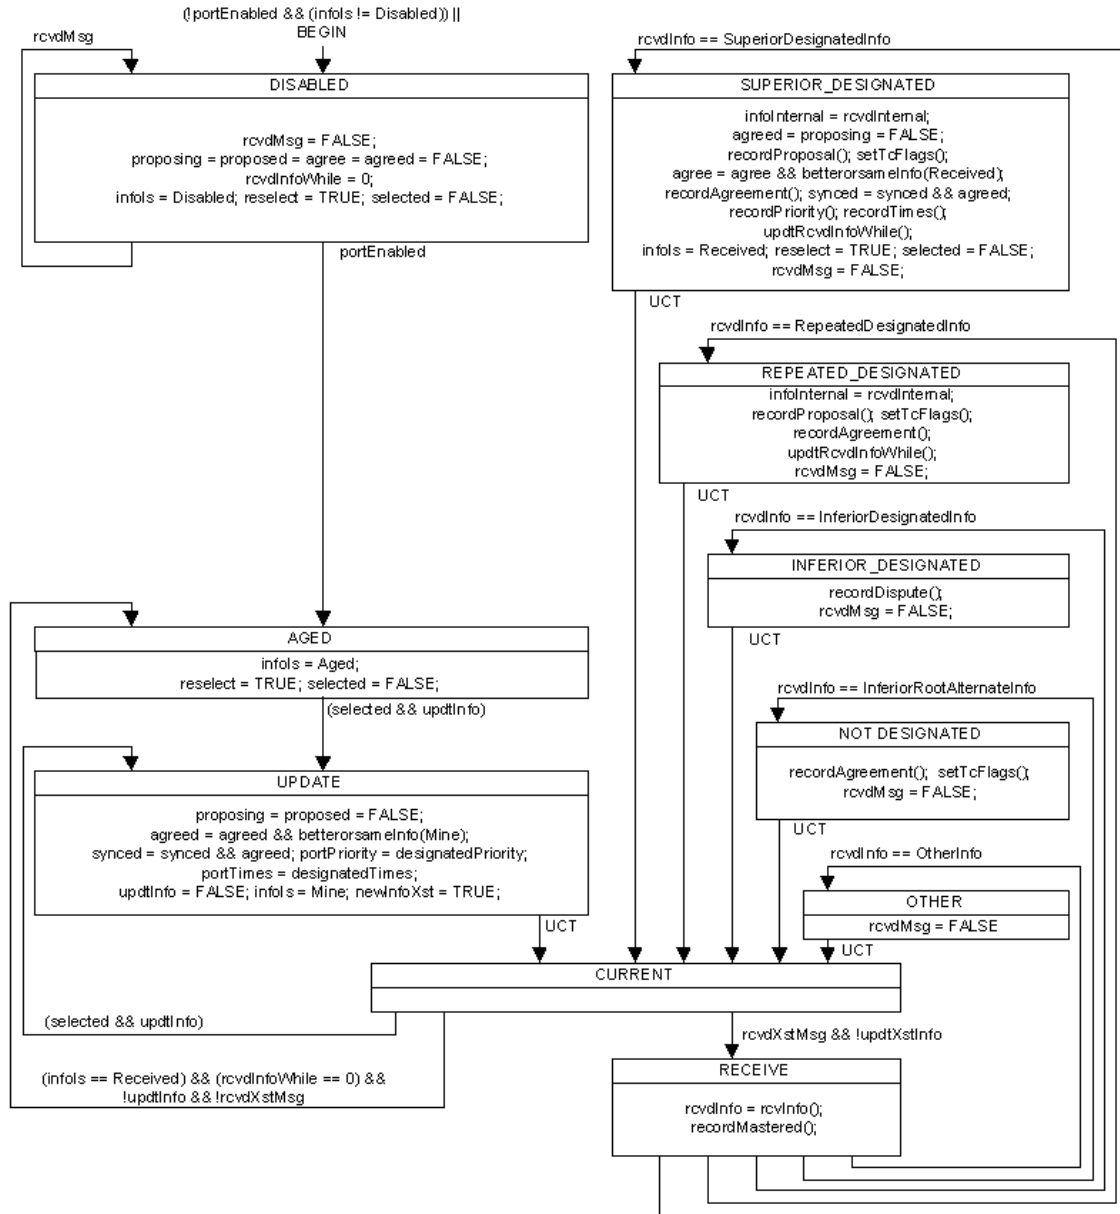 (!portEnabled && (infoIs != Disabled)) ||
BEGIN
rcvdMsg
DISABLED
rcvdMsg = FALSE;
proposing = proposed = agree = agreed = FALSE;
rcvdInfoWhile = 0;
infoIs = Disabled; reselect = TRUE; selected = FALSE;
portEnabled
AGED
infoIs = Aged;
reselect = TRUE; selected = FALSE;
(selected && updtInfo)
UPDATE
proposing = proposed = FALSE;
agreed = agreed && betterorsameInfo(Mine);
synced = synced && agreed; portPriority = designatedPriority;
portTimes = designatedTimes;
updtInfo = FALSE; infoIs = Mine; newInfoXst = TRUE;
UCT
rcvdInfo == SuperiorDesignatedInfo
SUPERIOR_DESIGNATED
infoInternal = rcvdInternal;
agreed = proposing = FALSE;
recordProposal(); setTcFlags();
agree = agree && betterorsameInfo(Received);
recordAgreement(); synced = synced && agreed;
recordPriority(); recordTimes();
updtRcvdInfoWhile();
infoIs = Received; reselect = TRUE; selected = FALSE;
rcvdMsg = FALSE;
UCT
rcvdInfo == RepeatedDesignatedInfo
REPEATED_DESIGNATED
infoInternal = rcvdInternal;
recordProposal(); setTcFlags();
recordAgreement();
updtRcvdInfoWhile();
rcvdMsg = FALSE;
UCT
rcvdInfo == InferiorDesignatedInfo
INFERIOR_DESIGNATED
recordDispute();
rcvdMsg = FALSE;
UCT
rcvdInfo == InferiorRootAlternateInfo
NOT DESIGNATED
recordAgreement(); setTcFlags();
rcvdMsg = FALSE;
UCT
rcvdInfo == OtherInfo
OTHER
rcvdMsg = FALSE
UCT
CURRENT
(selected && updtInfo)
(infoIs == Received) && (rcvdInfoWhile == 0) &&
!updtInfo && !rcvdXstMsg
rcvdXstMsg && !updtXstInfo
RECEIVE
rcvdInfo = rcvInfo();
recordMastered();